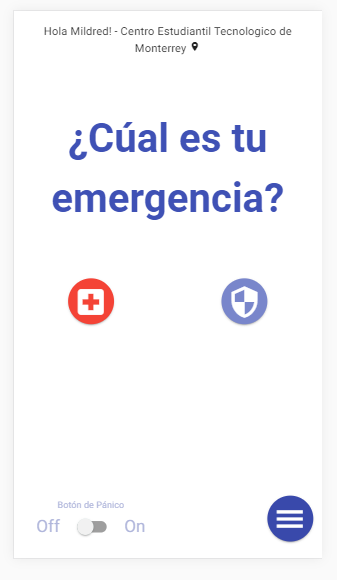 Hola Mildred! - Centro Estudiantil Tecnologico de
Monterrey
¿Cúal es tu
emergencia?
Botón de Pánico
Off On